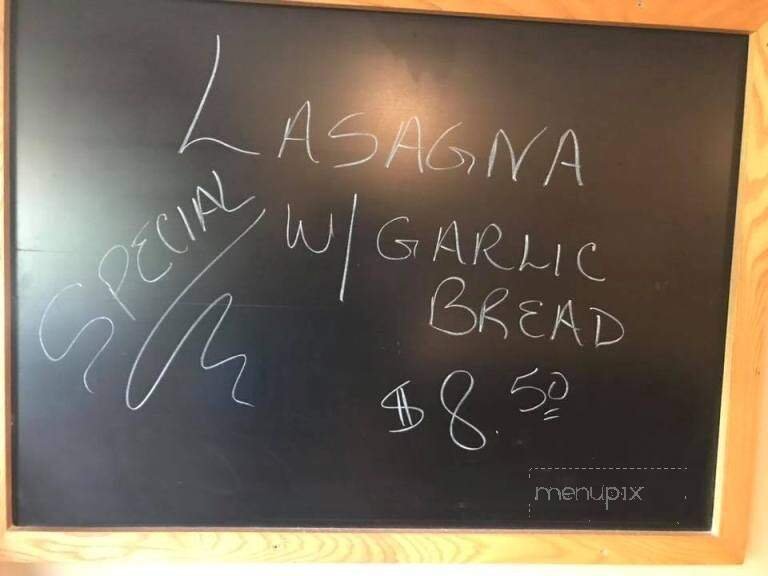 LASAGNA
SPECIAL
W/ GARLIC
BREAD
$8.50
menupix